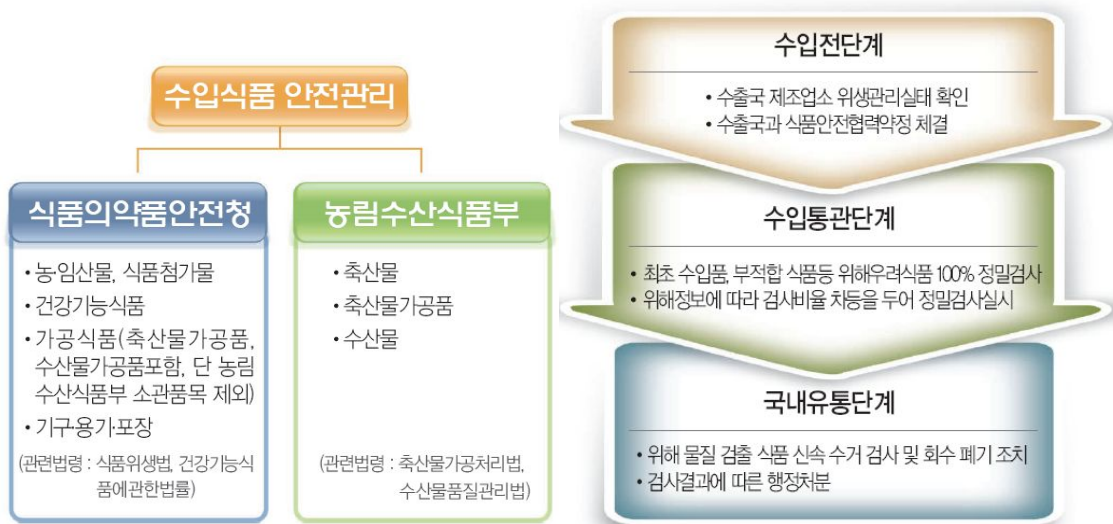 수입식품 안전관리
식품의약품안전청
• 농·임산물, 식품첨가물
• 건강기능식품
• 가공식품(축산물가공품,
수산물가공품포함, 단 농림
수산식품부 소관품목 제외)
• 기구·용기·포장
(관련법령 : 식품위생법, 건강기능식
품에관한법률)
농림수산식품부
• 축산물
• 축산물가공품
• 수산물
(관련법령 : 축산물가공처리법,
수산물품질관리법)
수입전단계
• 수출국 제조업소 위생관리실태 확인
• 수출국과 식품안전협력약정 체결
수입통관단계
• 최초 수입품, 부적합 식품등 위해우려식품 100% 정밀검사
• 위해정보에 따라 검사비율 차등을 두어 정밀검사실시
국내유통단계
• 위해 물질 검출 식품 신속 수거 검사 및 회수 폐기 조치
• 검사결과에 따른 행정처분